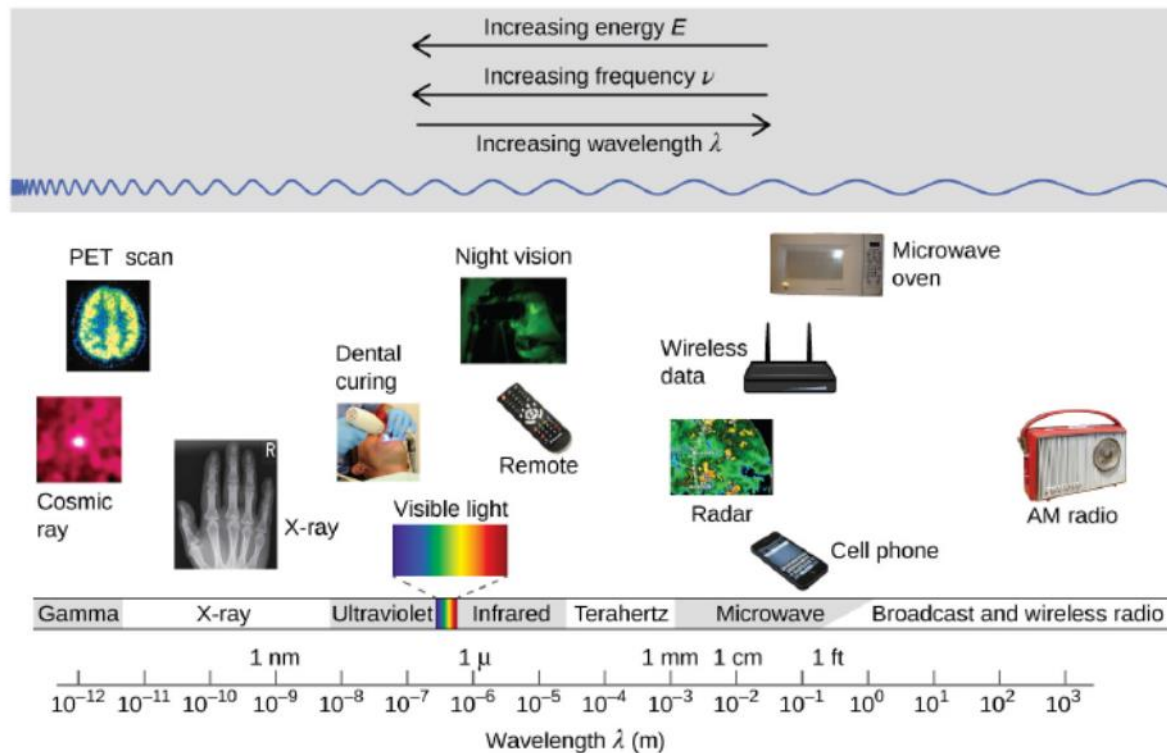 Increasing energy E
Increasing frequency ν
Increasing wavelength λ
PET scan
Night vision
Microwave
oven
Dental
curing
Wireless
data
Cosmic
ray
R
X-ray
Remote
Visible light
Radar
Cell phone
AM radio
Gamma X-ray Ultraviolet Infrared Terahertz Microwave Broadcast and wireless radio
1 nm 1 μ 1 mm 1 cm 1 ft
10⁻¹² 10⁻¹¹ 10⁻¹⁰ 10⁻⁹ 10⁻⁸ 10⁻⁷ 10⁻⁶ 10⁻⁵ 10⁻⁴ 10⁻³ 10⁻² 10⁻¹ 10⁰ 10¹ 10² 10³
Wavelength λ (m)